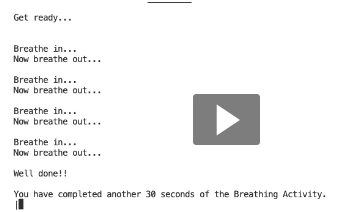 Get ready...
Breathe in...
Now breathe out...
Breathe in...
Now breathe out...
Breathe in...
Now breathe out...
Breathe in...
Now breathe out...
Well done!!
You have completed another 30 seconds of the Breathing Activity.